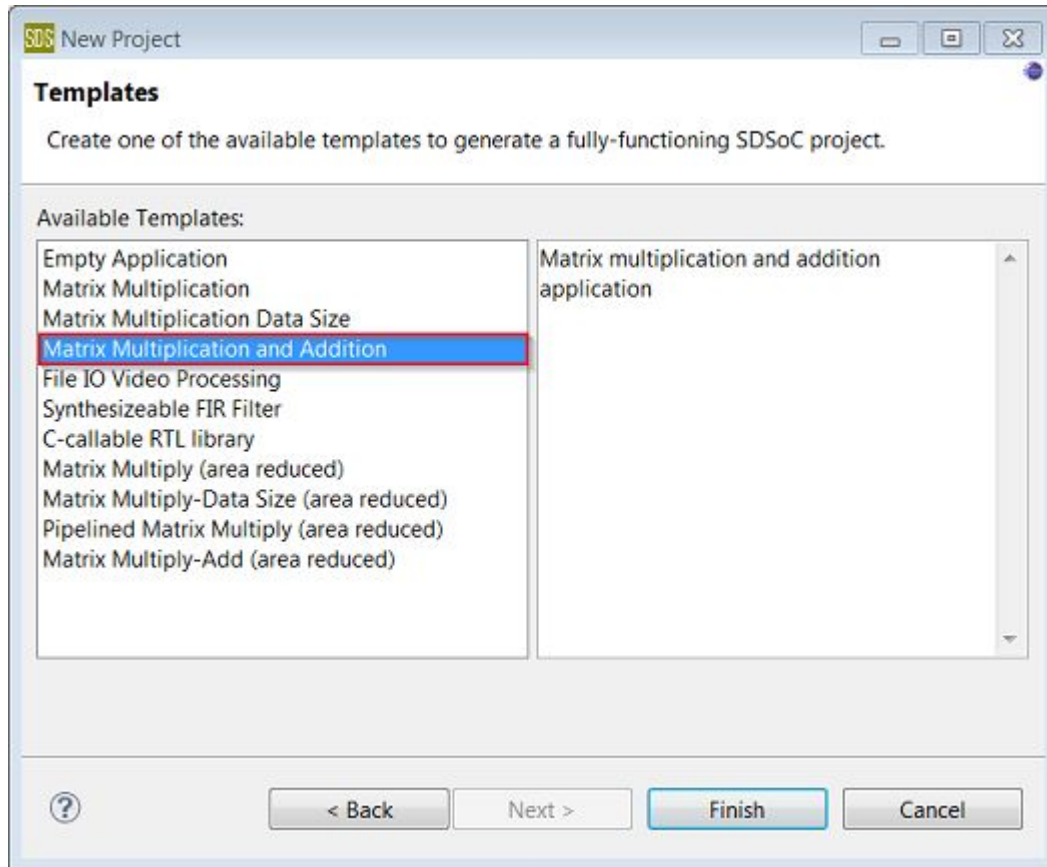 SDS New Project
Templates
Create one of the available templates to generate a fully-functioning SDSoC project.
Available Templates:
Empty Application
Matrix Multiplication
Matrix Multiplication Data Size
Matrix Multiplication and Addition
File IO Video Processing
Synthesizeable FIR Filter
C-callable RTL library
Matrix Multiply (area reduced)
Matrix Multiply-Data Size (area reduced)
Pipelined Matrix Multiply (area reduced)
Matrix Multiply-Add (area reduced)
Matrix multiplication and addition
application
? < Back Next > Finish Cancel